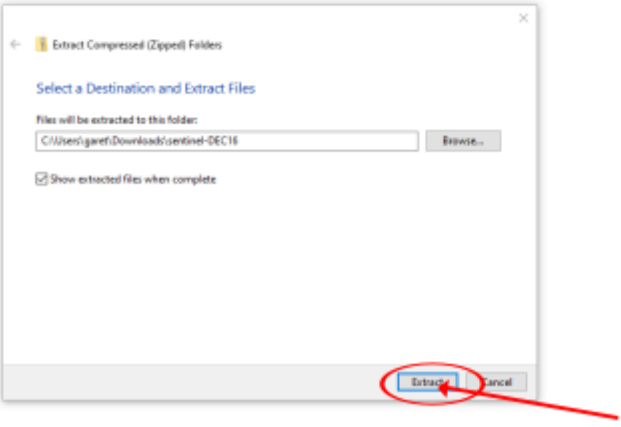 Extract Compressed (Zipped) Folders
Select a Destination and Extract Files
Files will be extracted to this folder:
C:\Users\garet\Downloads\sentinel-DEC16
Browse...
Show extracted files when complete
Extract
Cancel